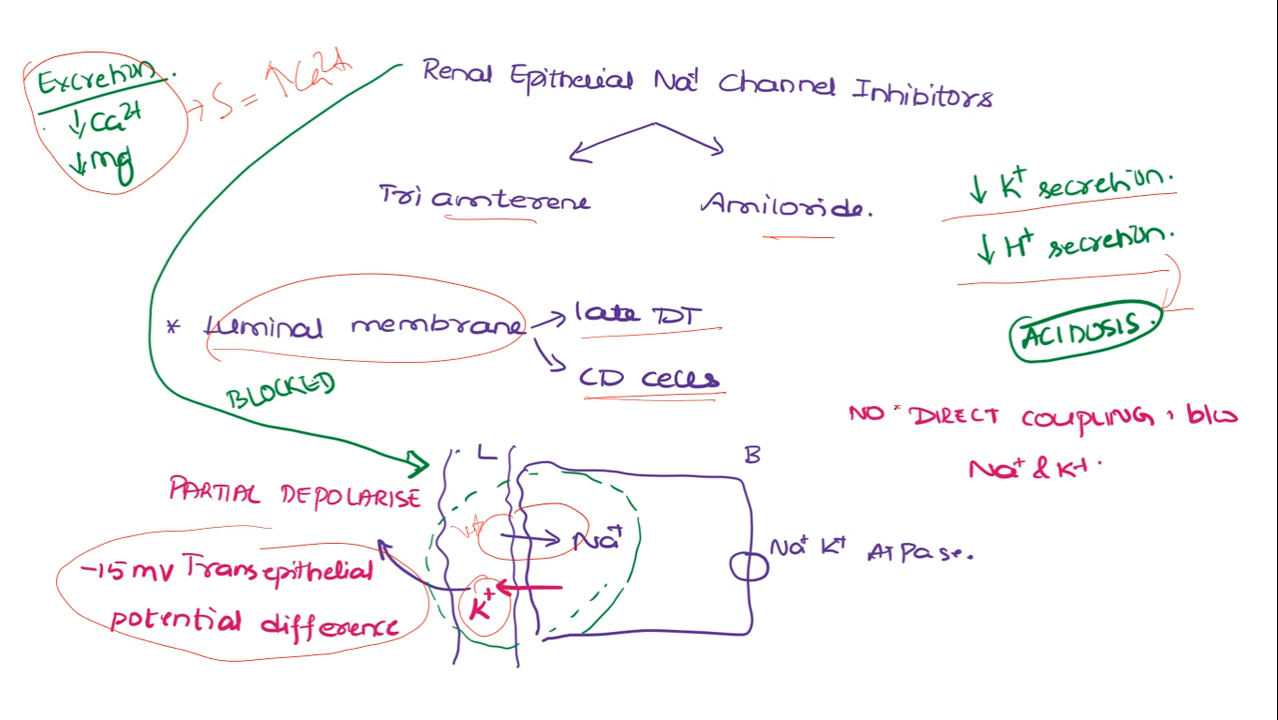 Renal Epithelial Na+ Channel Inhibitors
Excretion.
↓Ca2+
↓Mg
→ S = ↑Ca2+
Triamterene
Amiloride.
↓ K+ secretion.
↓ H+ secretion.
ACIDOSIS.
* Luminal membrane
late DT
CD cells
BLOCKED
NO * DIRECT COUPLING, b/w
Na+ & K+.
L
B
PARTIAL DEPOLARISE
Na+
Na+ K+ ATPase.
-15 mv Transepithelial
potential difference
K+